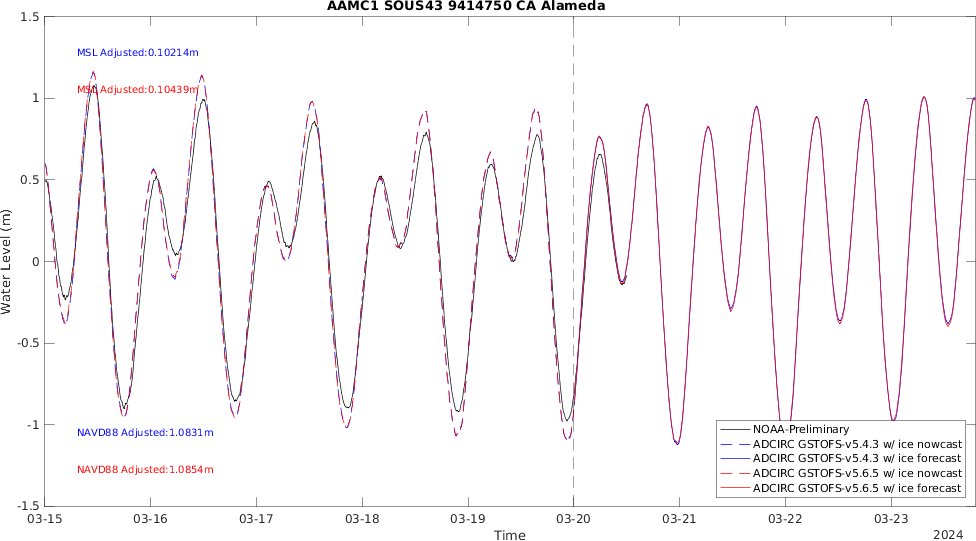 AAMC1 SOUS43 9414750 CA Alameda
1.5
1
0.5
0
-0.5
-1
-1.5
Water Level (m)
MSL Adjusted:0.10214m
MSL Adjusted:0.10439m
NAVD88 Adjusted:1.0831m
NAVD88 Adjusted:1.0854m
NOAA-Preliminary
ADCIRC GSTOFS-v5.4.3 w/ ice nowcast
ADCIRC GSTOFS-v5.4.3 w/ ice forecast
ADCIRC GSTOFS-v5.6.5 w/ ice nowcast
ADCIRC GSTOFS-v5.6.5 w/ ice forecast
03-15 03-16 03-17 03-18 03-19 03-20 03-21 03-22 03-23
Time
2024